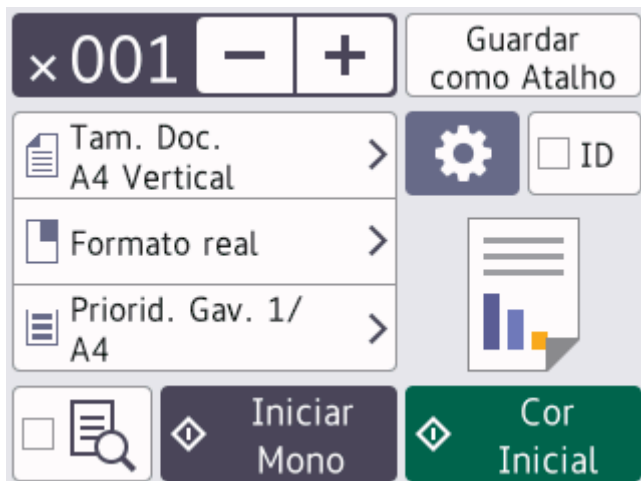 ×001 − +
Guardar
como Atalho
Tam. Doc.
A4 Vertical
ID
Formato real
Priorid. Gav. 1/
A4
Iniciar
Mono
Cor
Inicial